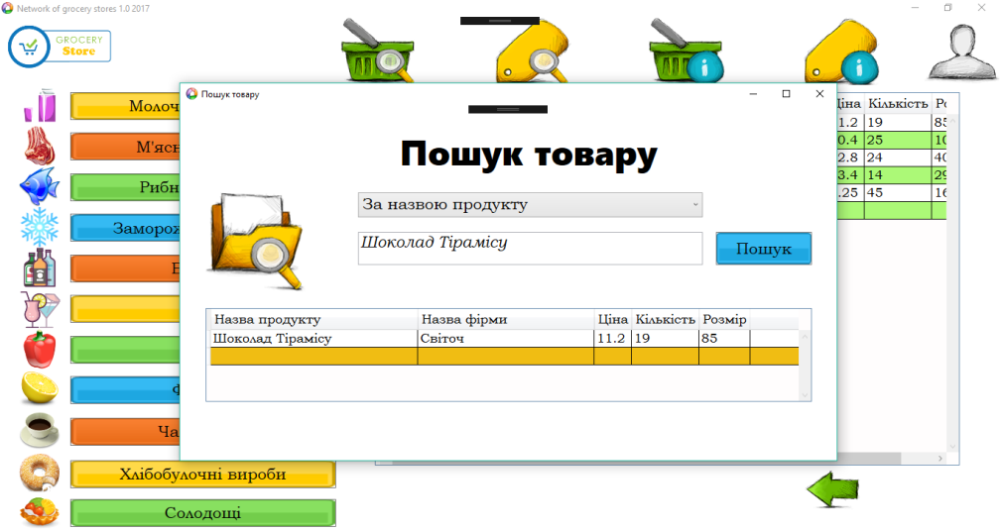 Network of grocery stores 1.0 2017
GROCERY
Store
Пошук товару
Пошук товару
За назвою продукту
Шоколад Тірамісу
Пошук
Назва продукту Назва фірми Ціна Кількість Розмір
Шоколад Тірамісу Світоч 11.2 19 85
Молоч
М'ясн
Рибн
Заморож
Ча
Хлібобулочні вироби
Солодощі
Ціна Кількість Ро
1.2 19 85
0.4 25 10
2.8 24 40
3.4 14 29
.25 45 16